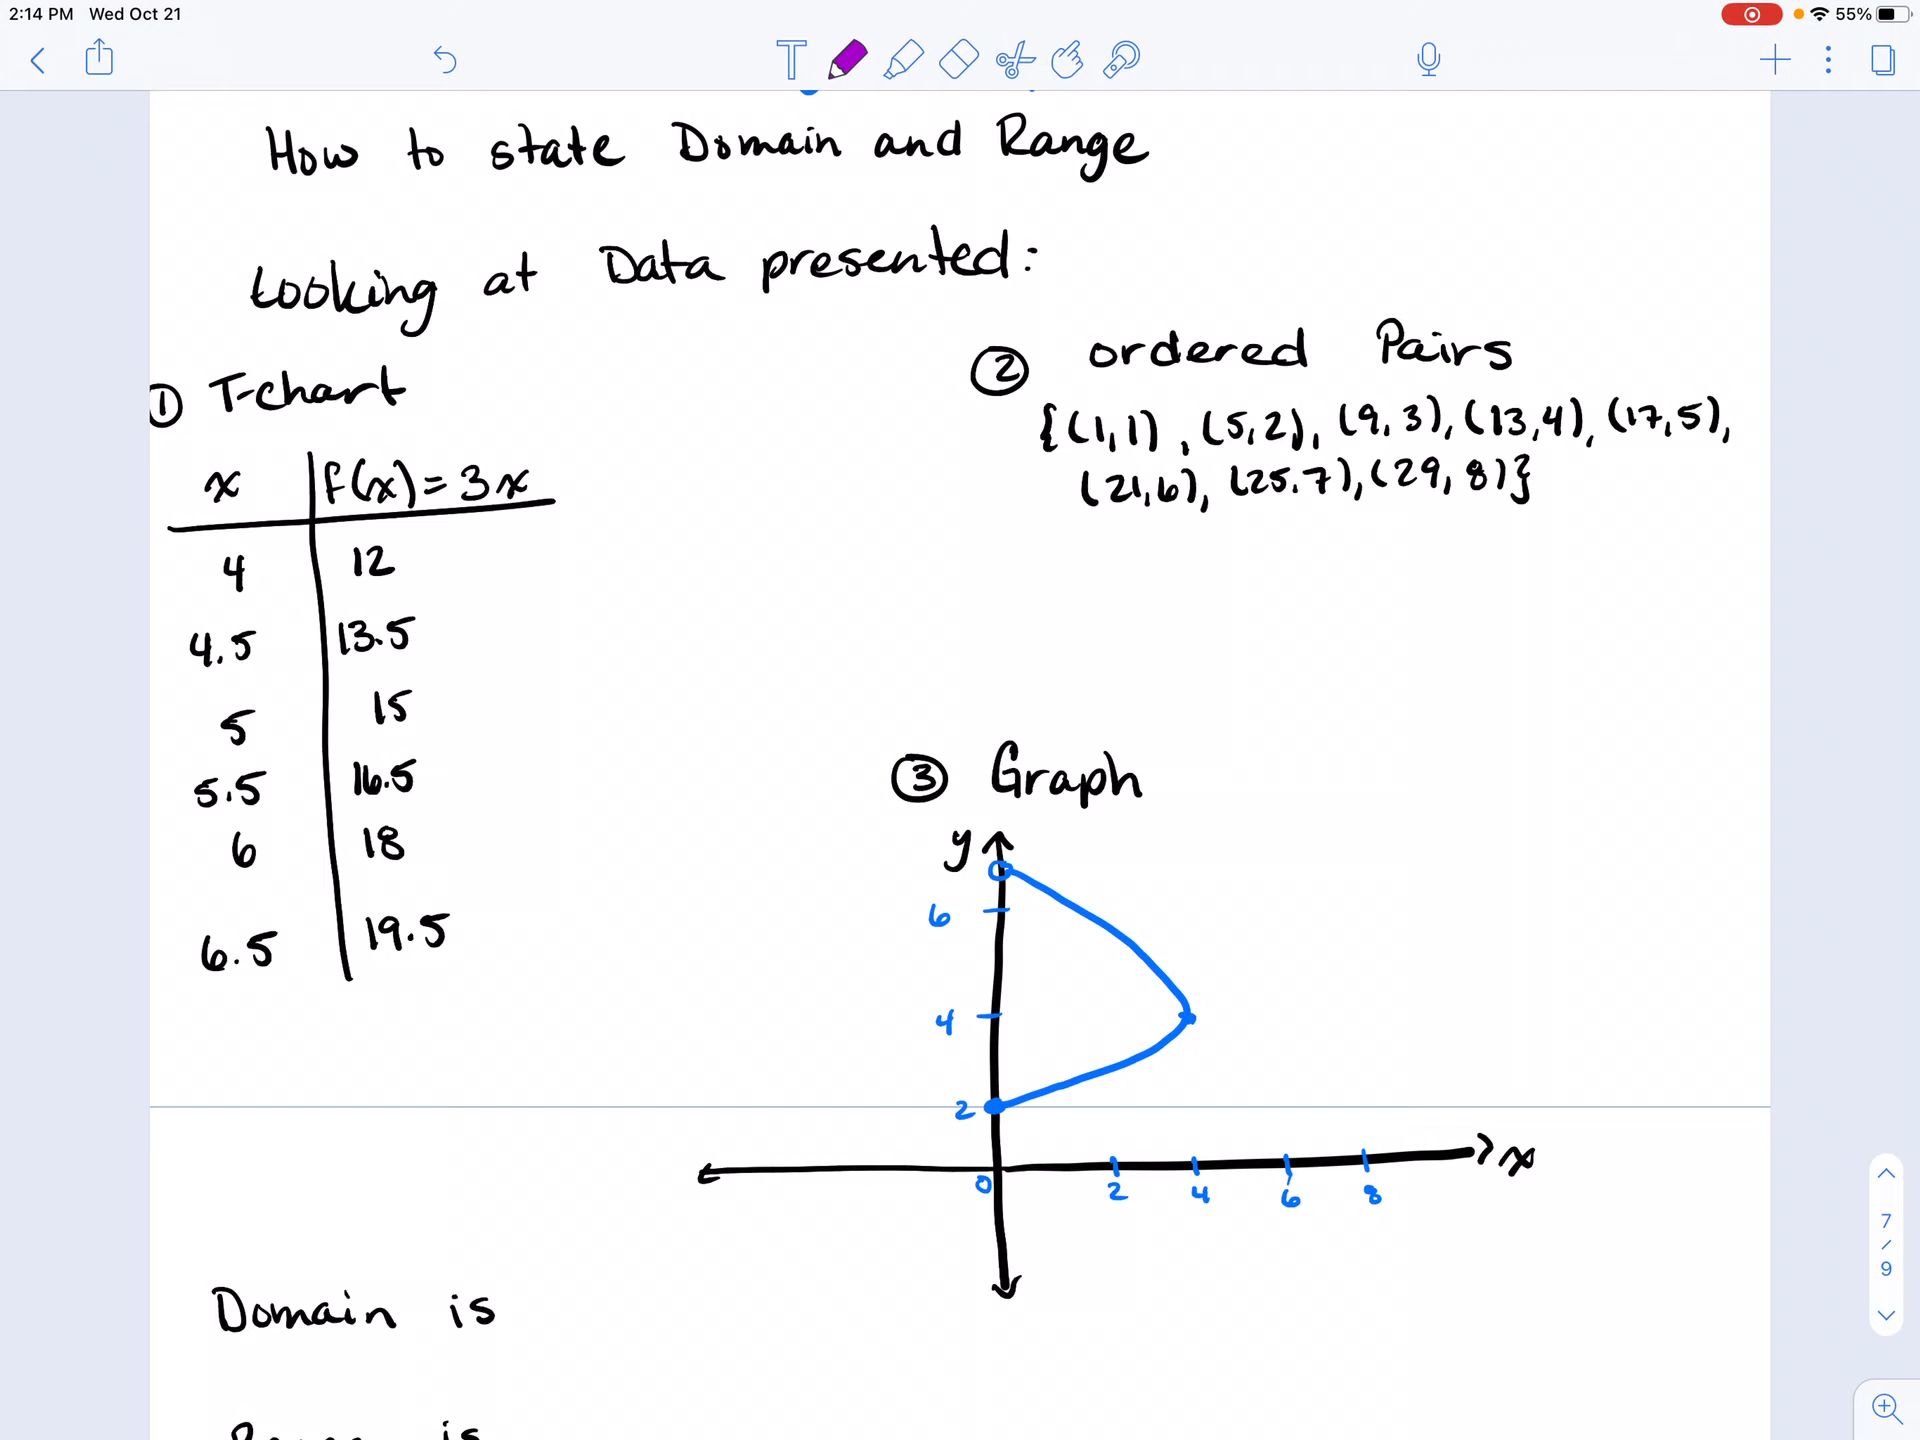 2:14 PM Wed Oct 21
55%
How to state Domain and Range
Looking at Data presented:
① T-chart
x f(x) = 3x
4 12
4.5 13.5
5 15
5.5 16.5
6 18
6.5 19.5
② ordered Pairs
{(1,1), (5,2), (9,3), (13,4), (17,5),
(21,6), (25,7), (29,8)}
③ Graph
y
6
4
2
x
0 2 4 6 8
7
/
9
Domain is
Range is